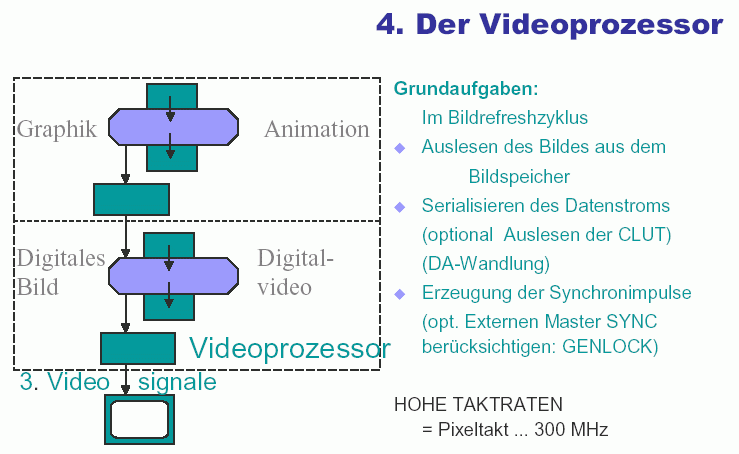 4. Der Videoprozessor
Graphik
Animation
Digitales
Bild
Digital-
video
Videoprozessor
3. Video signale
Grundaufgaben:
Im Bildrefreshzyklus
Auslesen des Bildes aus dem
Bildspeicher
Serialisieren des Datenstroms
(optional Auslesen der CLUT)
(DA-Wandlung)
Erzeugung der Synchronimpulse
(opt. Externen Master SYNC
berücksichtigen: GENLOCK)
HOHE TAKTRATEN
= Pixeltakt ... 300 MHz